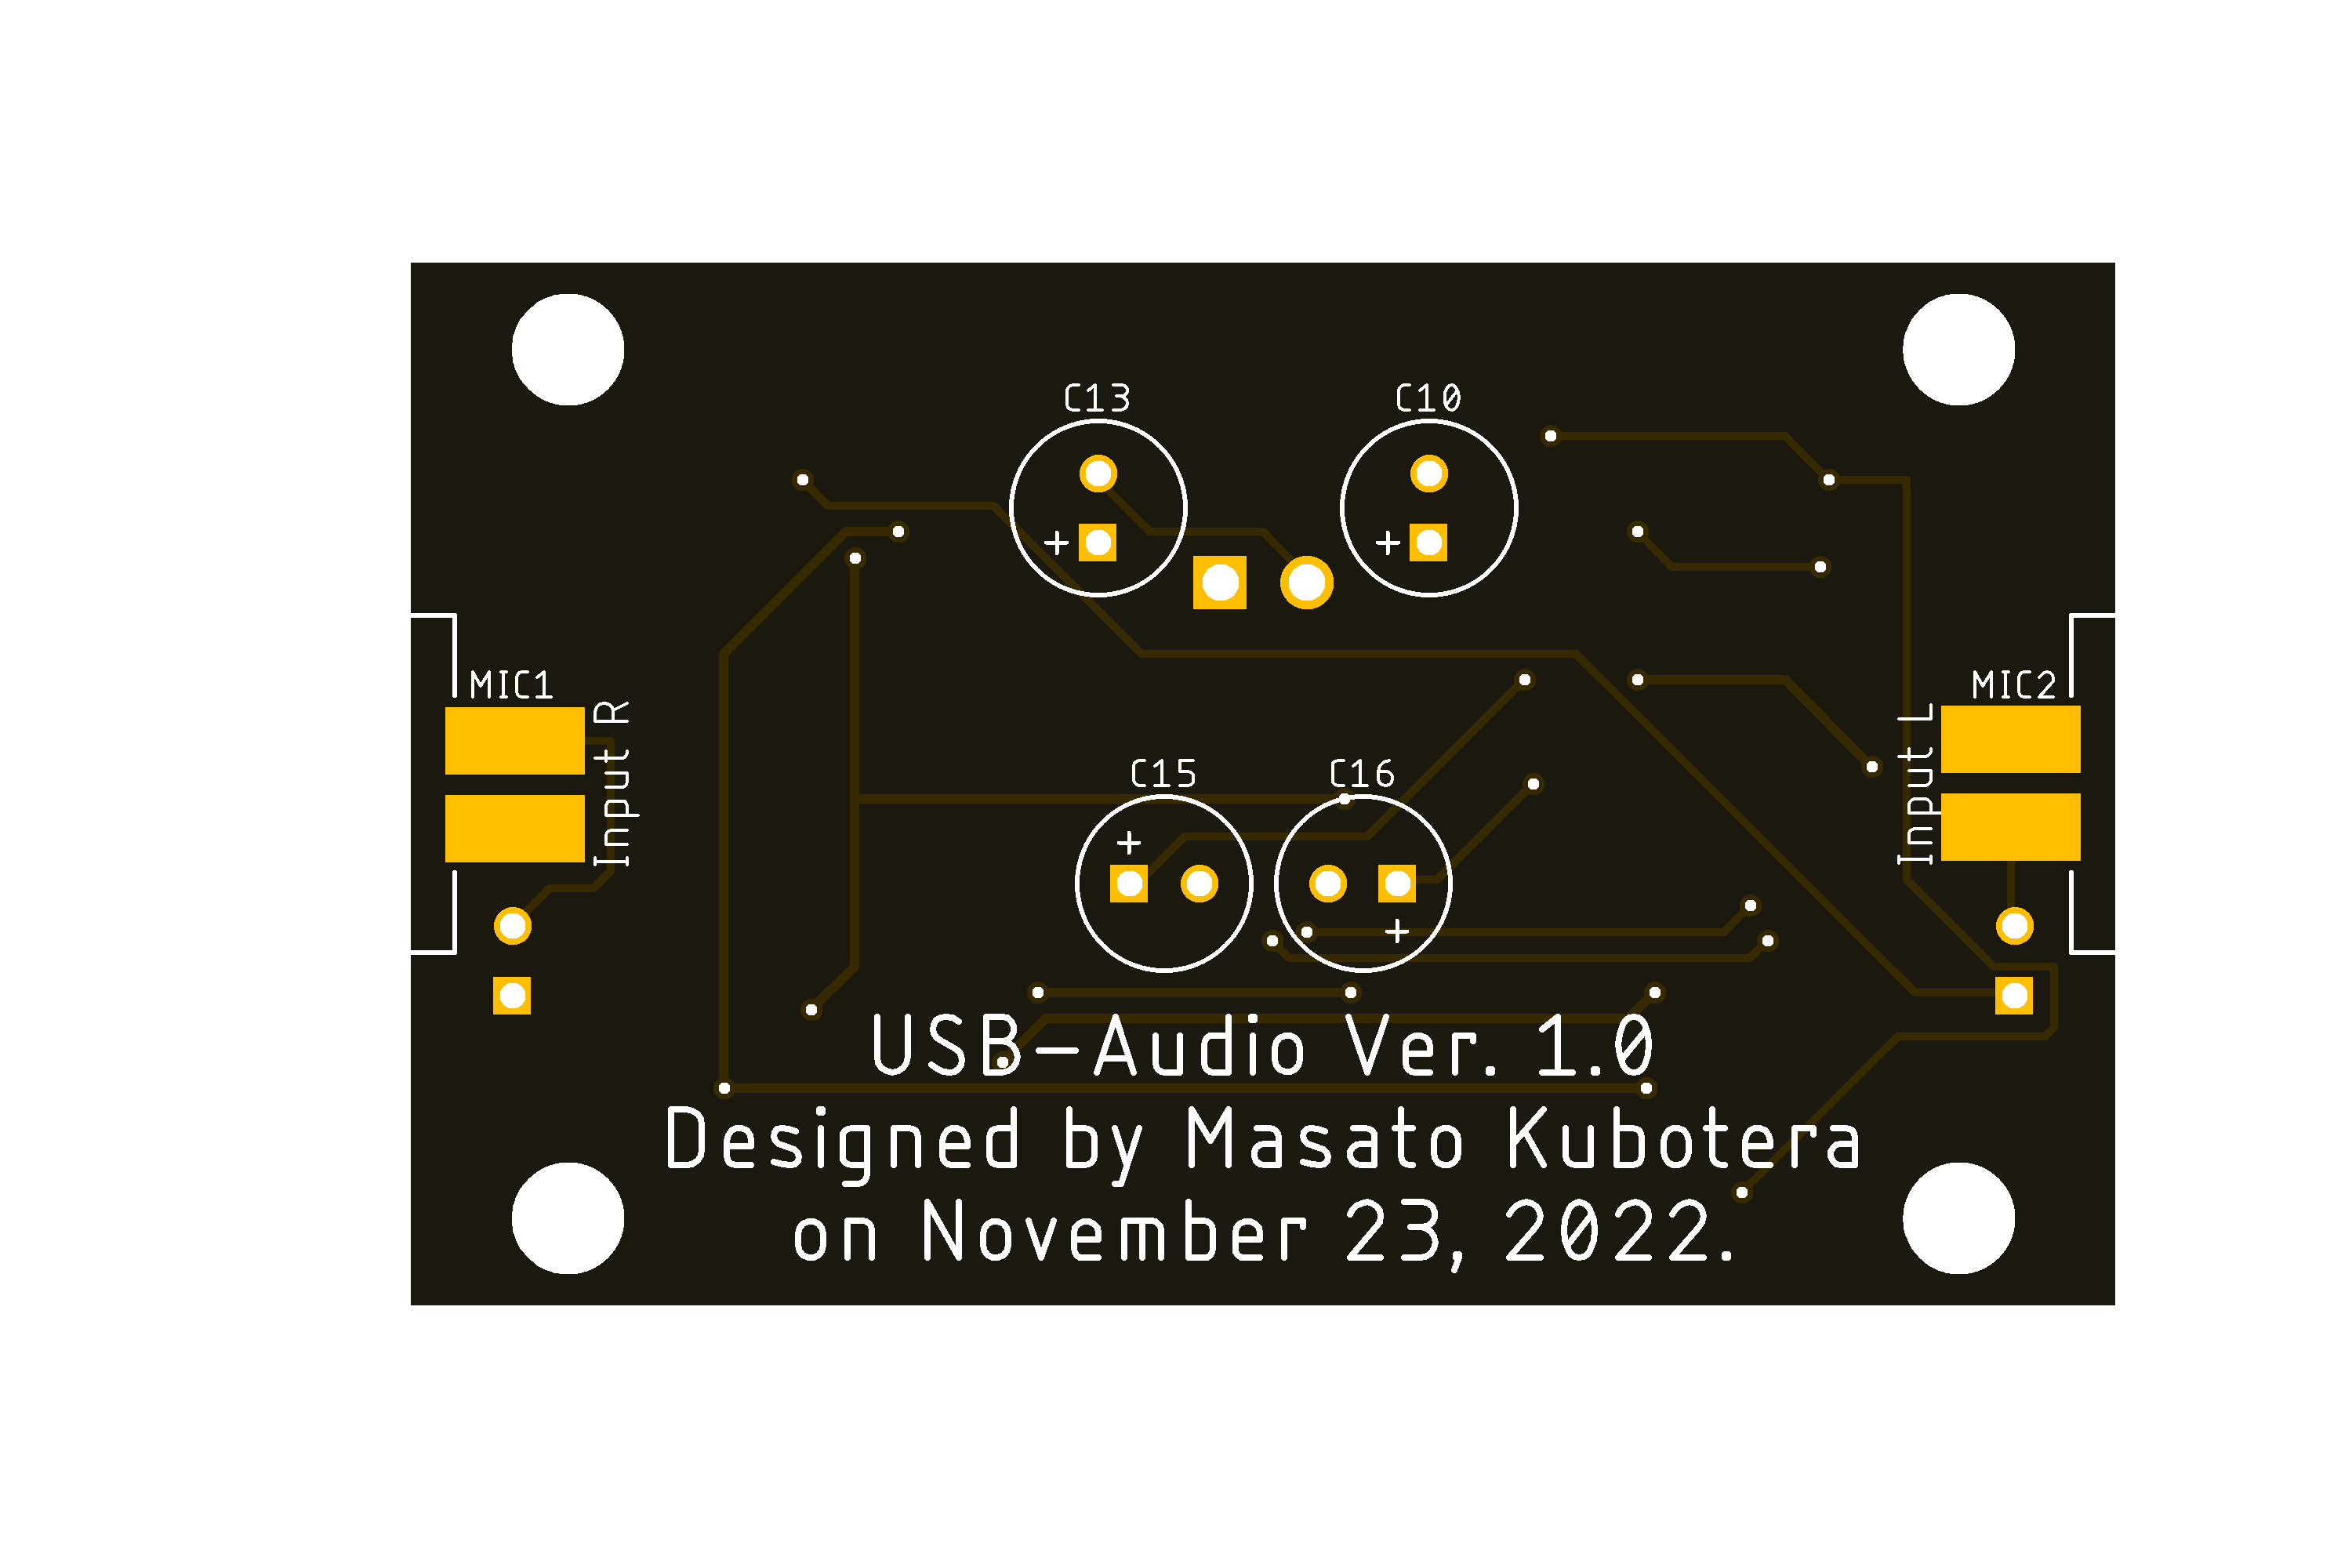 C13
C10
+
+
MIC1
MIC2
Input R
Input L
C15
C16
+
+
USB-Audio Ver. 1.0
Designed by Masato Kubotera
on November 23, 2022.